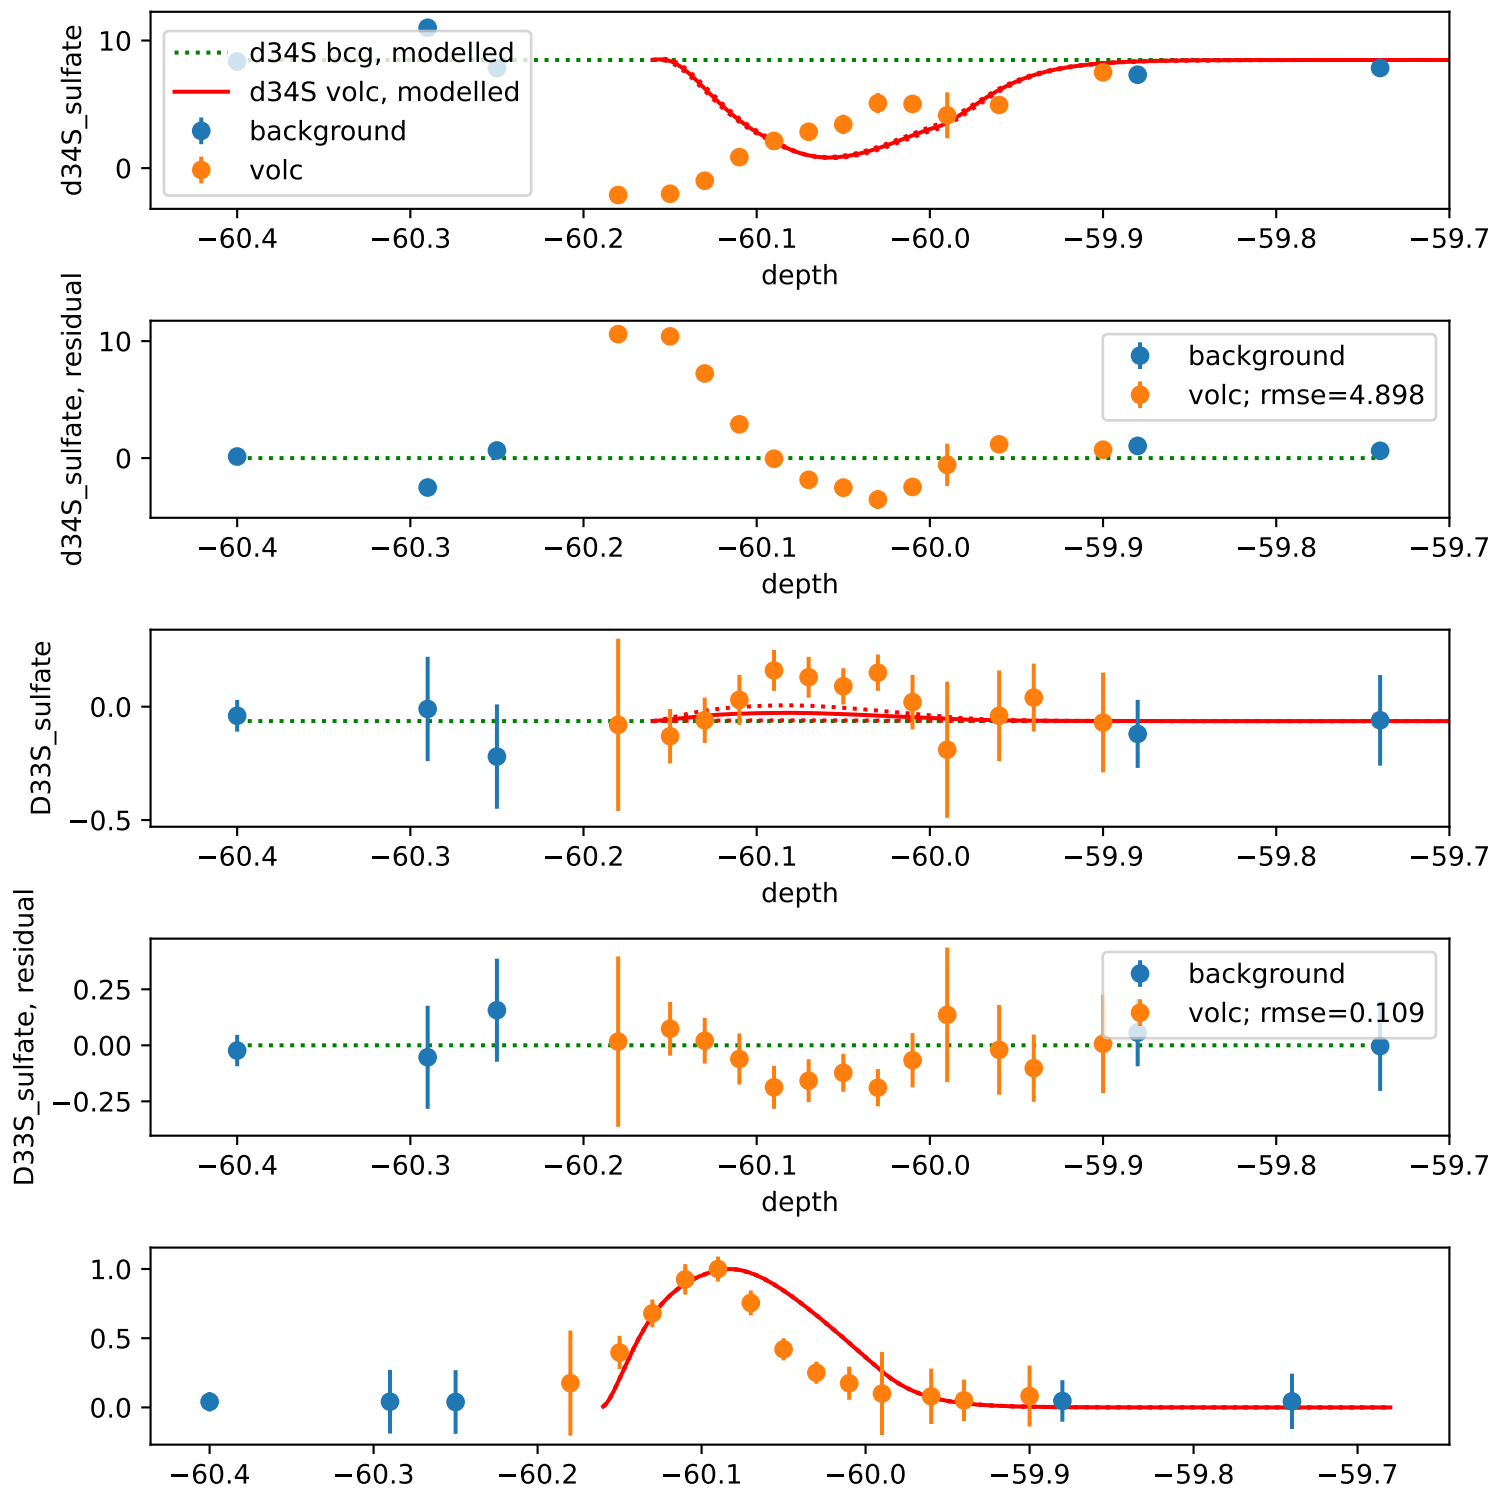 d34S_sulfate
10
0
d34S bcg, modelled
d34S volc, modelled
background
volc
−60.4 −60.3 −60.2 −60.1 −60.0 −59.9 −59.8 −59.7
depth
d34S_sulfate, residual
10
0
background
volc; rmse=4.898
−60.4 −60.3 −60.2 −60.1 −60.0 −59.9 −59.8 −59.7
depth
D33S_sulfate
0.0
−0.5
−60.4 −60.3 −60.2 −60.1 −60.0 −59.9 −59.8 −59.7
depth
D33S_sulfate, residual
0.25
0.00
−0.25
background
volc; rmse=0.109
−60.4 −60.3 −60.2 −60.1 −60.0 −59.9 −59.8 −59.7
depth
1.0
0.5
0.0
−60.4 −60.3 −60.2 −60.1 −60.0 −59.9 −59.8 −59.7